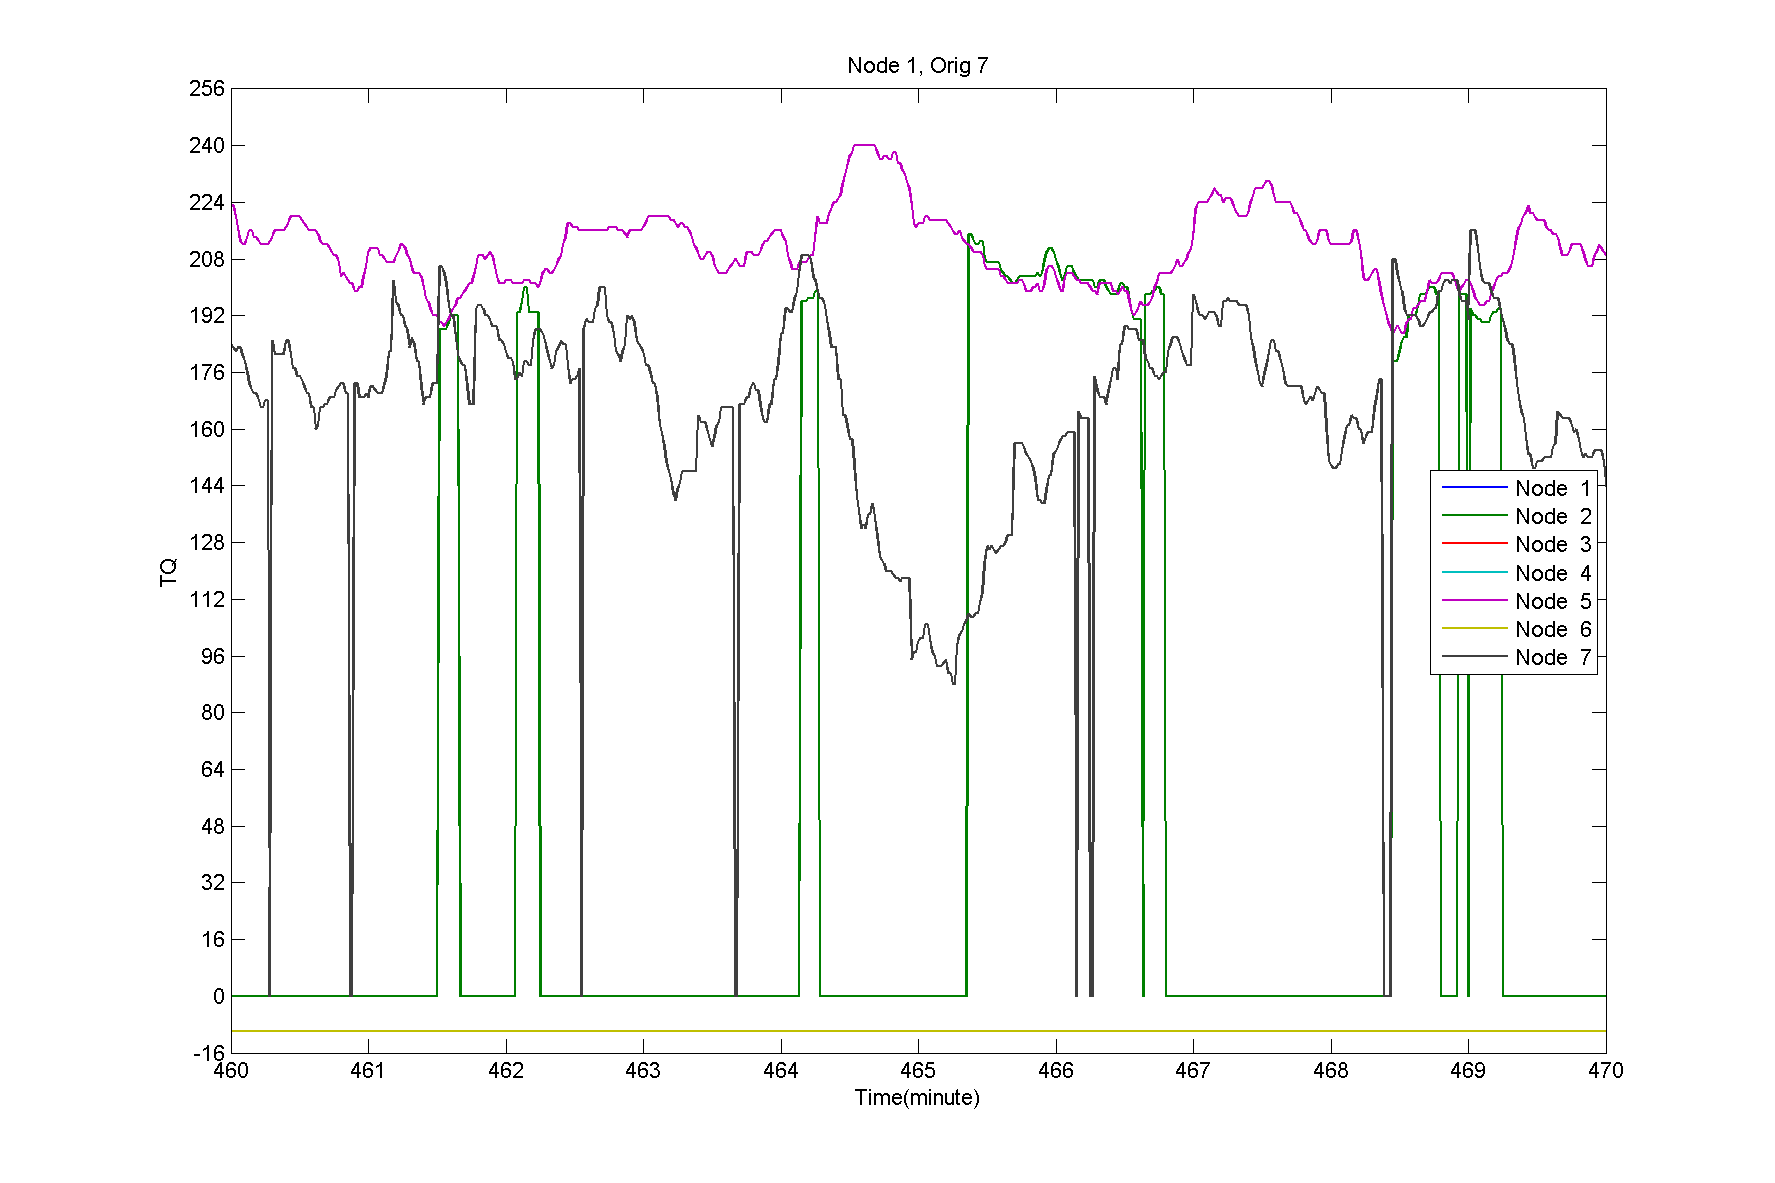 Node 1, Orig 7
256
240
224
208
192
176
160
144
128
112
96
80
64
48
32
16
0
-16
TQ
Node 1
Node 2
Node 3
Node 4
Node 5
Node 6
Node 7
460 461 462 463 464 465 466 467 468 469 470
Time(minute)